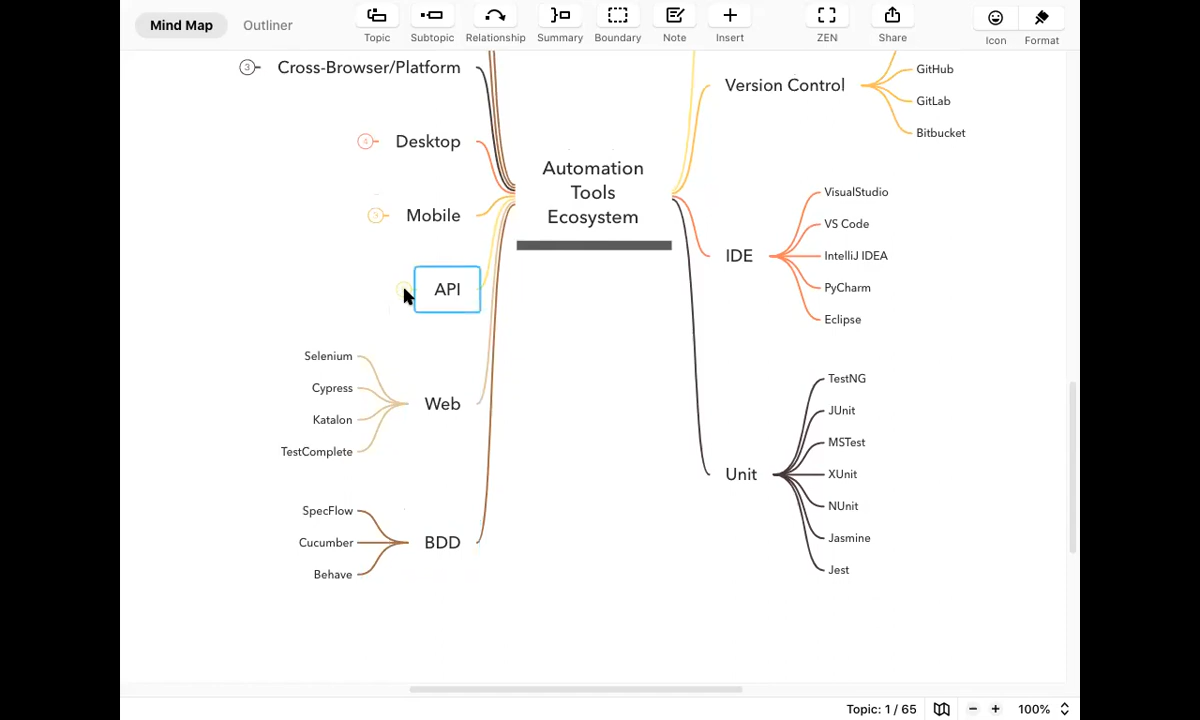 Mind Map
Outliner
Topic
Subtopic
Relationship
Summary
Boundary
Note
Insert
ZEN
Share
Icon
Format
3
Cross-Browser/Platform
Desktop
3
Mobile
API
Selenium
Cypress
Katalon
TestComplete
Web
SpecFlow
Cucumber
Behave
BDD
Automation
Tools
Ecosystem
Version Control
GitHub
GitLab
Bitbucket
IDE
VisualStudio
VS Code
IntelliJ IDEA
PyCharm
Eclipse
Unit
TestNG
JUnit
MSTest
XUnit
NUnit
Jasmine
Jest
Topic: 1 / 65
100%